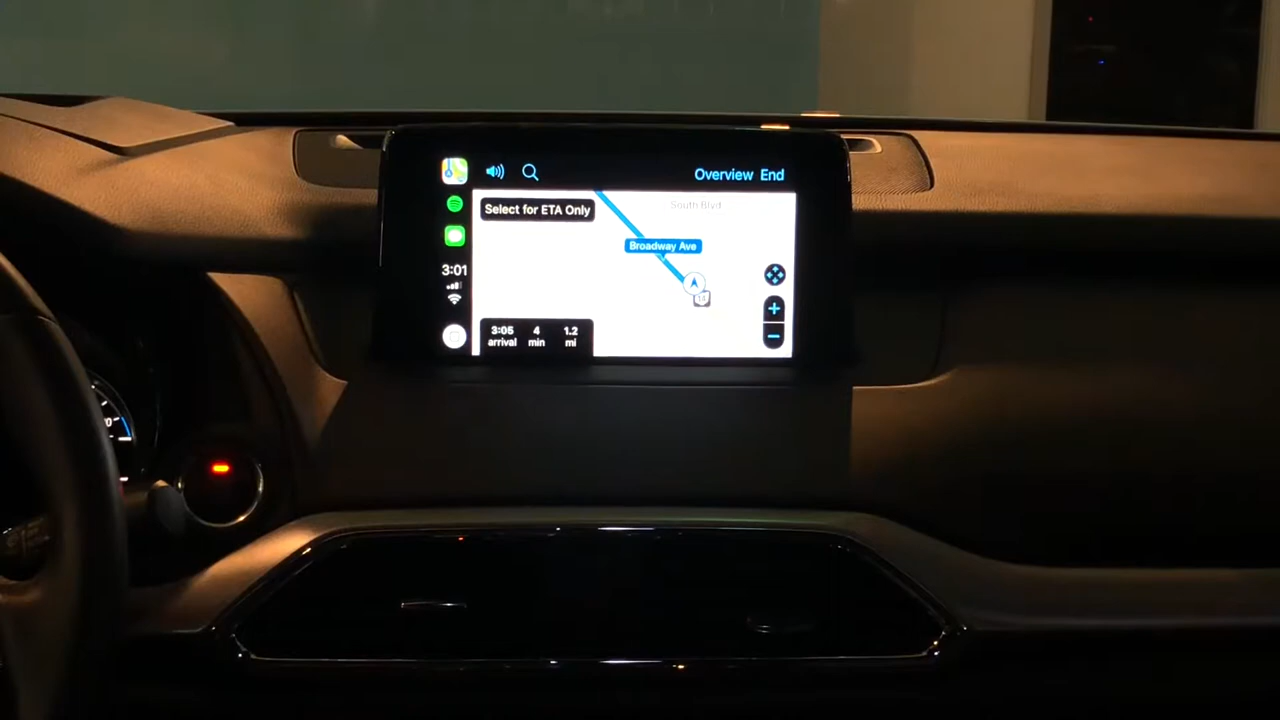 Overview End
South Blvd
Select for ETA Only
Broadway Ave
3:01
3:05 4 1.2
arrival min mi